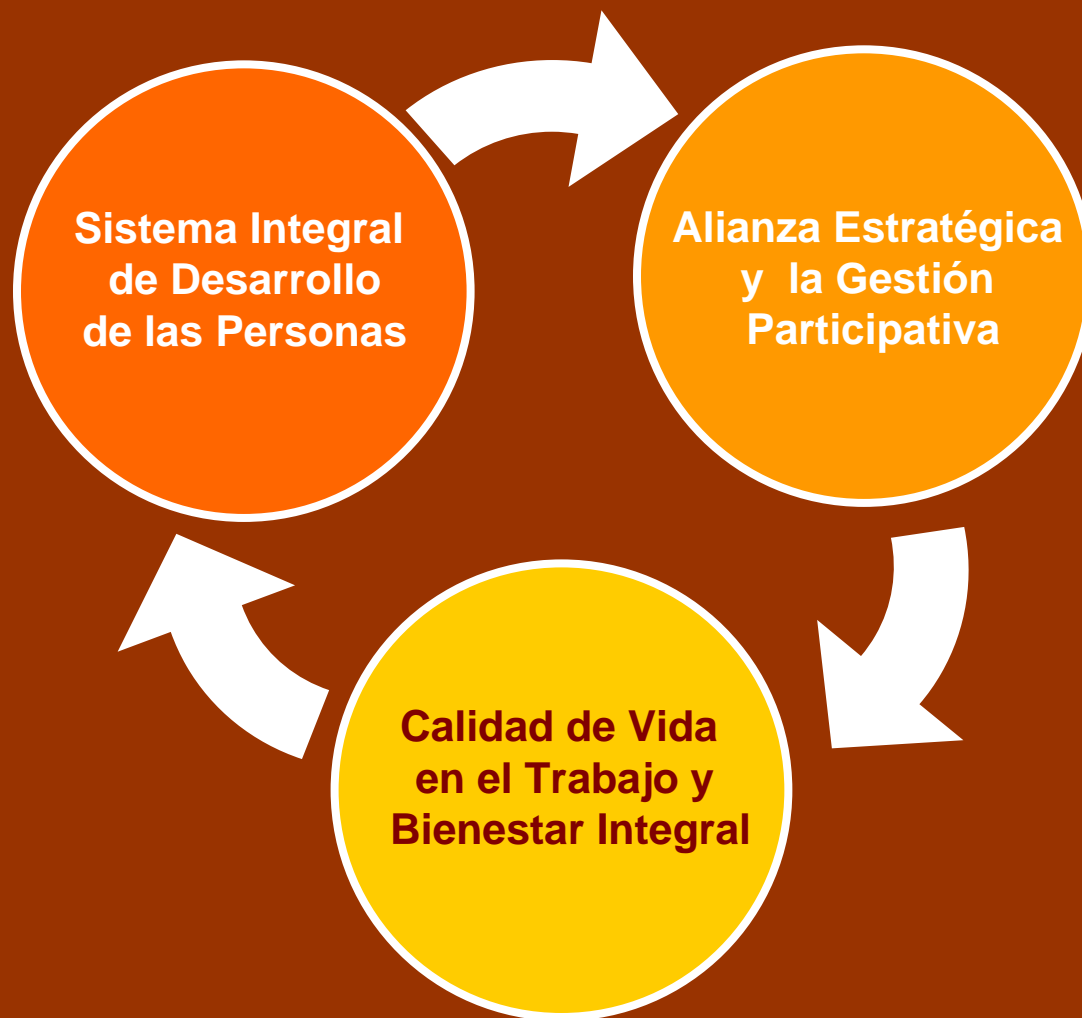 Sistema Integral
de Desarrollo
de las Personas
Alianza Estratégica
y la Gestión
Participativa
Calidad de Vida
en el Trabajo y
Bienestar Integral